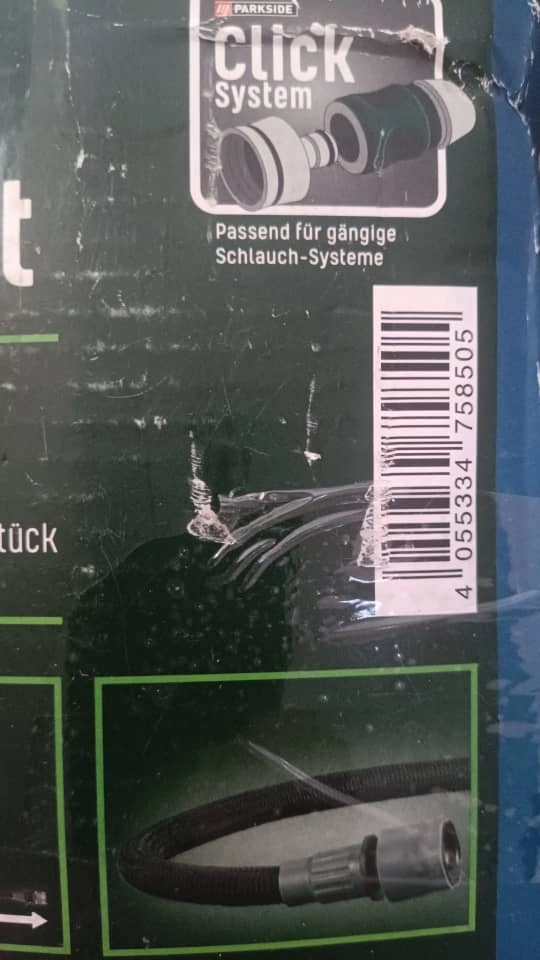 PARKSIDE
Click
System
Passend für gängige
Schlauch-Systeme
t
tück
4 055334 758505